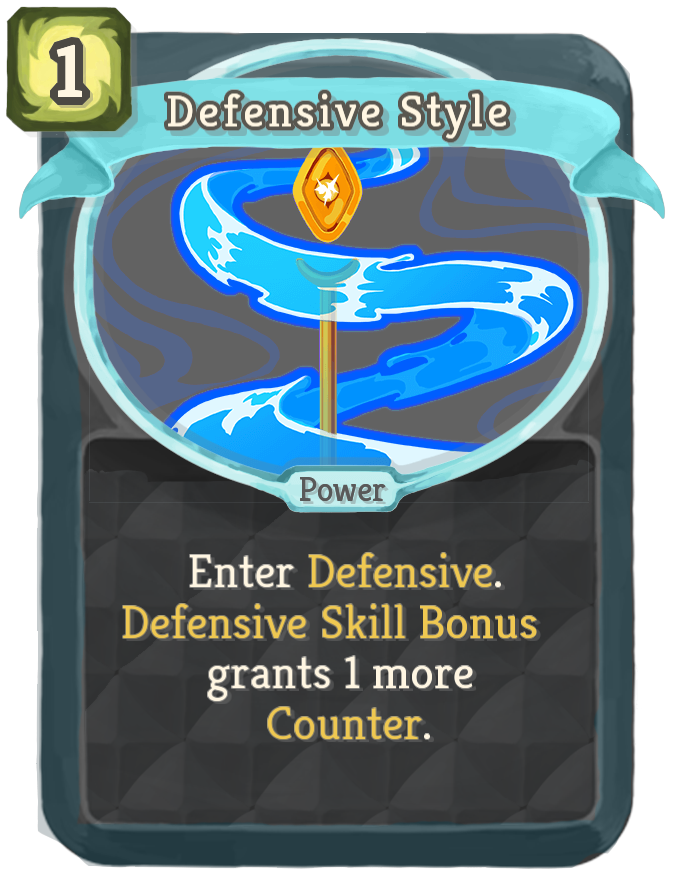 1
Defensive Style
Power
Enter Defensive.
Defensive Skill Bonus
grants 1 more
Counter.